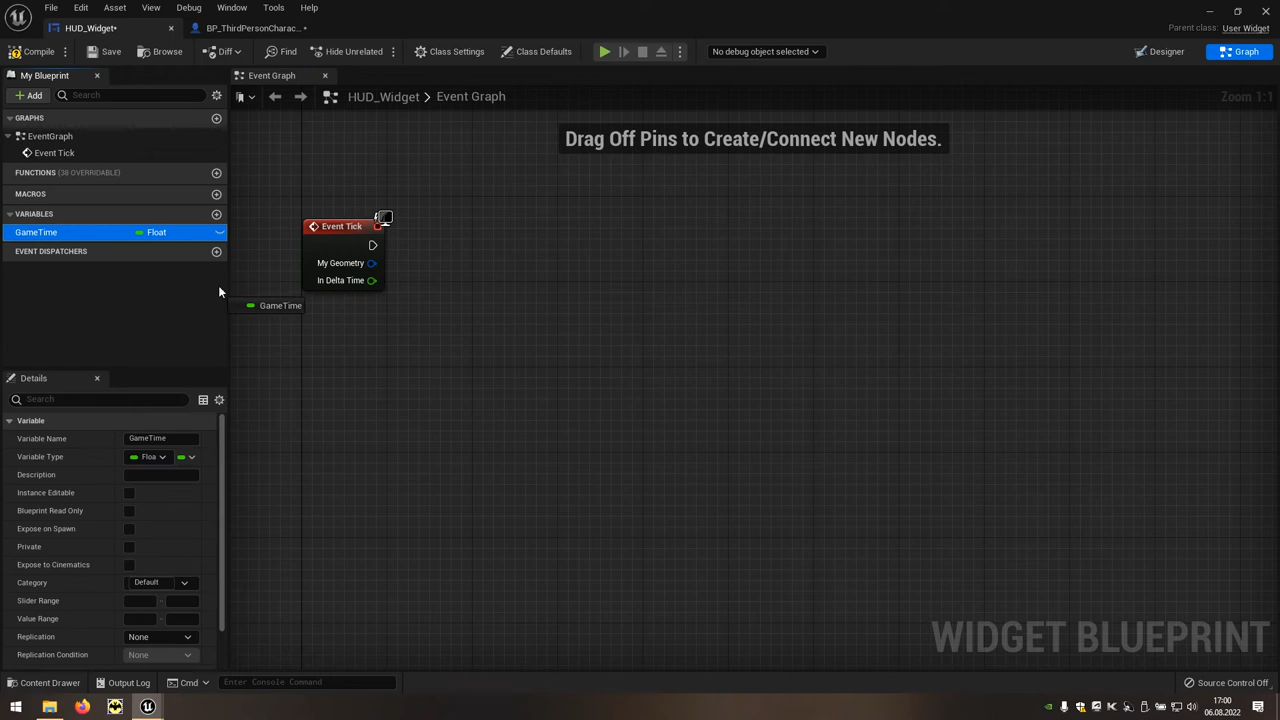 File Edit Asset View Debug Window Tools Help
HUD_Widget* BP_ThirdPersonCharac...* Parent class: User Widget
Compile Save Browse Diff Find Hide Unrelated Class Settings Class Defaults No debug object selected Designer Graph
My Blueprint Event Graph
Add Search HUD_Widget > Event Graph Zoom 1:1
GRAPHS
EventGraph
Event Tick
FUNCTIONS (38 OVERRIDABLE)
MACROS
VARIABLES
GameTime Float
EVENT DISPATCHERS
Drag Off Pins to Create/Connect New Nodes.
Event Tick
My Geometry
In Delta Time
GameTime
Details
Search
Variable
Variable Name GameTime
Variable Type Floa
Description
Instance Editable
Blueprint Read Only
Expose on Spawn
Private
Expose to Cinematics
Category Default
Slider Range
Value Range
Replication None
Replication Condition None
WIDGET BLUEPRINT
Content Drawer Output Log Cmd Enter Console Command Source Control Off
17:00
06.08.2022